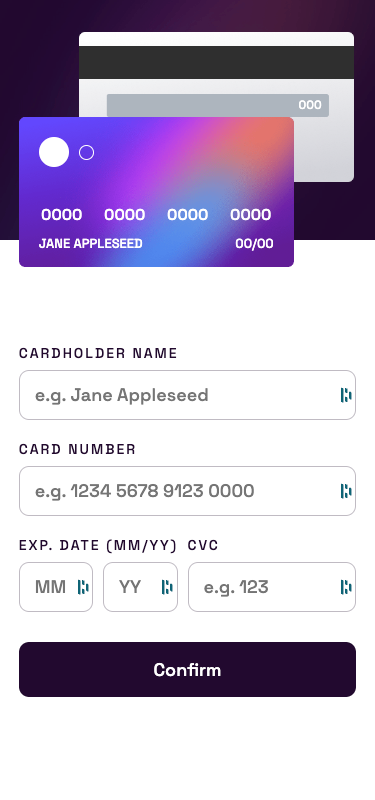 000
0000 0000 0000 0000
JANE APPLESEED 00/00
CARDHOLDER NAME
e.g. Jane Appleseed
CARD NUMBER
e.g. 1234 5678 9123 0000
EXP. DATE (MM/YY) CVC
MM YY e.g. 123
Confirm